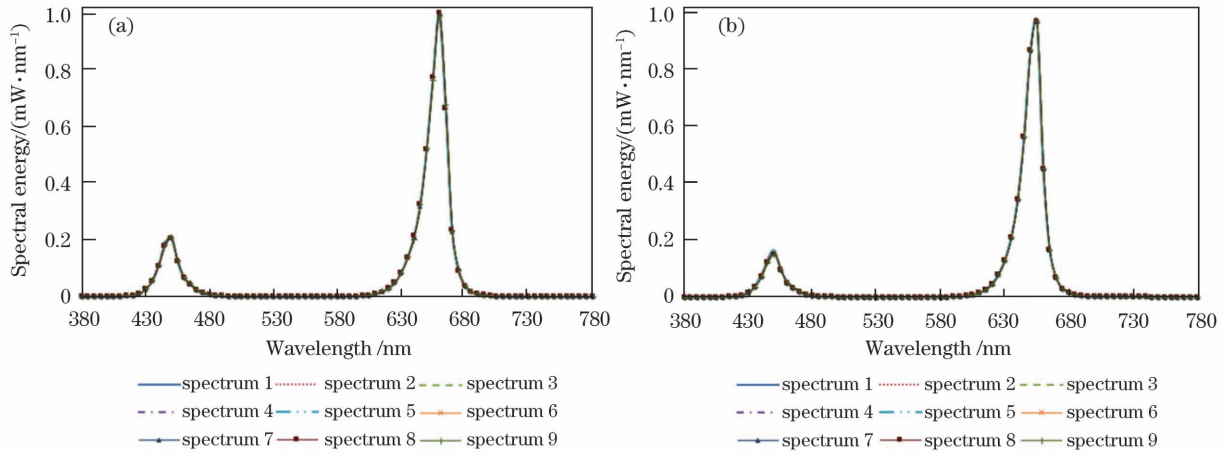 (a)
Spectral energy/(mW·nm⁻¹)
1.0
0.8
0.6
0.4
0.2
0
380 430 480 530 580 630 680 730 780
Wavelength /nm
spectrum 1 spectrum 2 spectrum 3
spectrum 4 spectrum 5 spectrum 6
spectrum 7 spectrum 8 spectrum 9
(b)
Spectral energy/(mW·nm⁻¹)
1.0
0.8
0.6
0.4
0.2
0
380 430 480 530 580 630 680 730 780
Wavelength /nm
spectrum 1 spectrum 2 spectrum 3
spectrum 4 spectrum 5 spectrum 6
spectrum 7 spectrum 8 spectrum 9